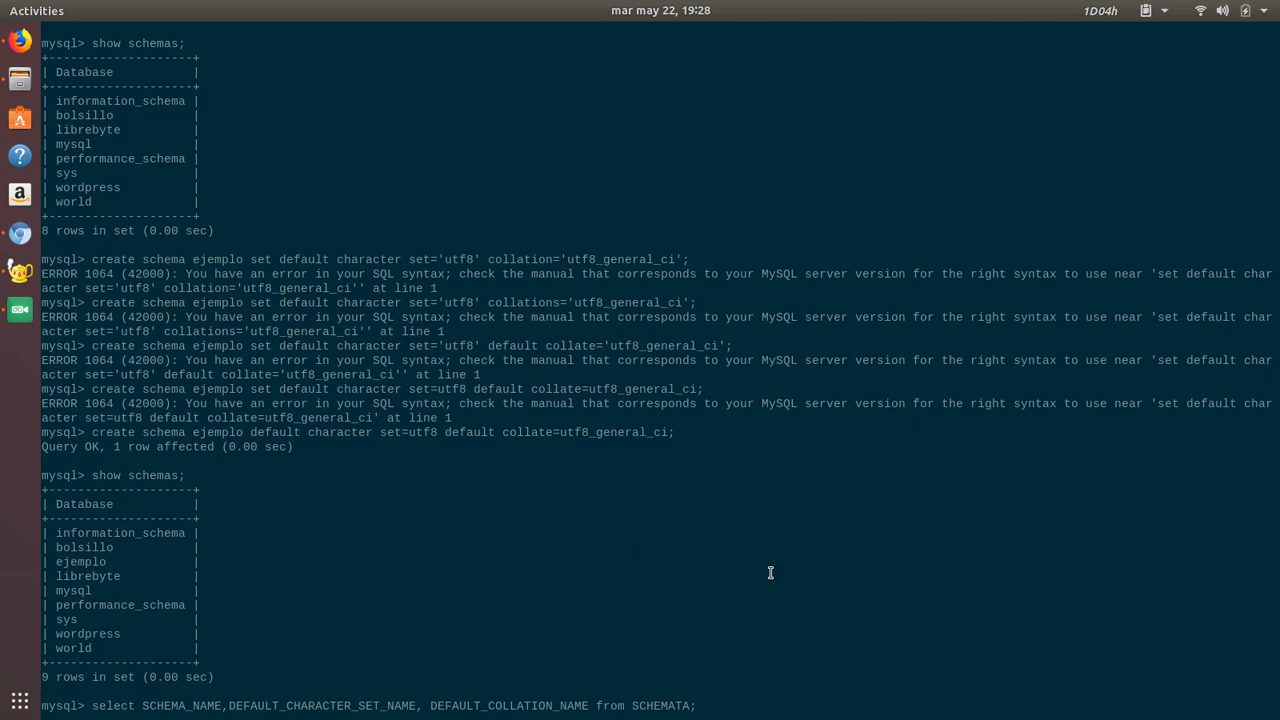 Activities
mar may 22, 19:28
1D04h
mysql> show schemas;
+--------------------+
| Database           |
+--------------------+
| information_schema |
| bolsillo           |
| librebyte          |
| mysql              |
| performance_schema |
| sys                |
| wordpress          |
| world              |
+--------------------+
8 rows in set (0.00 sec)
mysql> create schema ejemplo set default character set='utf8' collation='utf8_general_ci';
ERROR 1064 (42000): You have an error in your SQL syntax; check the manual that corresponds to your MySQL server version for the right syntax to use near 'set default char
acter set='utf8' collation='utf8_general_ci'' at line 1
mysql> create schema ejemplo set default character set='utf8' collations='utf8_general_ci';
ERROR 1064 (42000): You have an error in your SQL syntax; check the manual that corresponds to your MySQL server version for the right syntax to use near 'set default char
acter set='utf8' collations='utf8_general_ci'' at line 1
mysql> create schema ejemplo set default character set='utf8' default collate='utf8_general_ci';
ERROR 1064 (42000): You have an error in your SQL syntax; check the manual that corresponds to your MySQL server version for the right syntax to use near 'set default char
acter set='utf8' default collate='utf8_general_ci'' at line 1
mysql> create schema ejemplo set default character set=utf8 default collate=utf8_general_ci;
ERROR 1064 (42000): You have an error in your SQL syntax; check the manual that corresponds to your MySQL server version for the right syntax to use near 'set default char
acter set=utf8 default collate=utf8_general_ci' at line 1
mysql> create schema ejemplo default character set=utf8 default collate=utf8_general_ci;
Query OK, 1 row affected (0.00 sec)
mysql> show schemas;
+--------------------+
| Database           |
+--------------------+
| information_schema |
| bolsillo           |
| ejemplo            |
| librebyte          |
| mysql              |
| performance_schema |
| sys                |
| wordpress          |
| world              |
+--------------------+
9 rows in set (0.00 sec)
mysql> select SCHEMA_NAME,DEFAULT_CHARACTER_SET_NAME, DEFAULT_COLLATION_NAME from SCHEMATA;